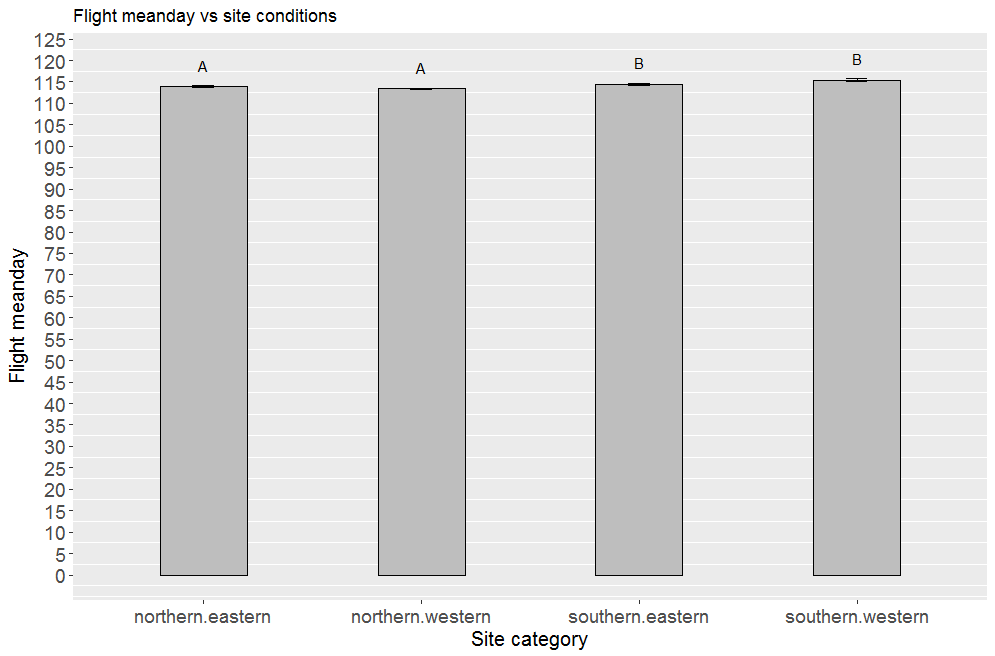 Flight meanday vs site conditions
125
120
115
110
105
100
95
90
85
80
75
70
65
60
55
50
45
40
35
30
25
20
15
10
5
0
Flight meanday
A
A
B
B
northern.eastern
northern.western
southern.eastern
southern.western
Site category